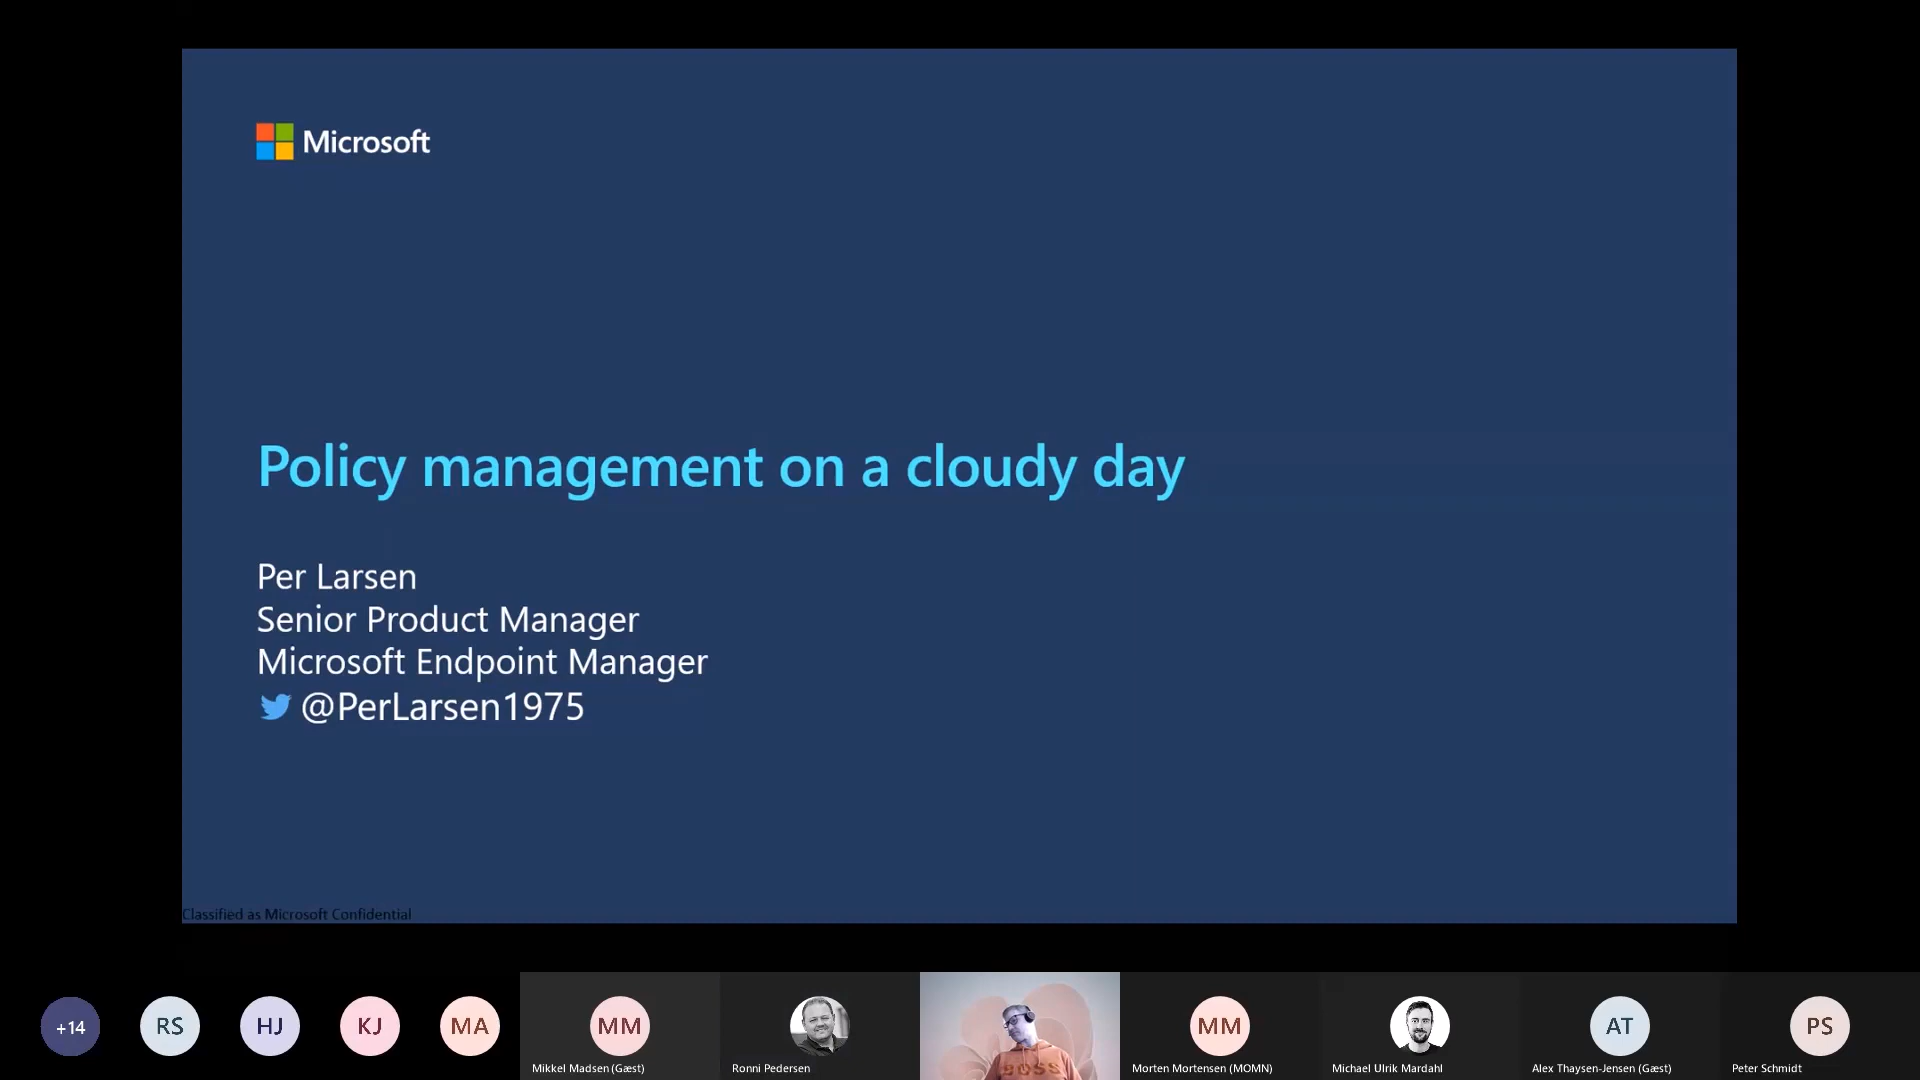 Microsoft
Policy management on a cloudy day
Per Larsen
Senior Product Manager
Microsoft Endpoint Manager
@PerLarsen1975
Classified as Microsoft Confidential
+14
RS
HJ
KJ
MA
MM
Mikkel Madsen (Gæst)
Ronni Pedersen
BOSS
MM
Morten Mortensen (MOMN)
Michael Ulrik Mardahl
AT
Alex Thaysen-Jensen (Gæst)
PS
Peter Schmidt